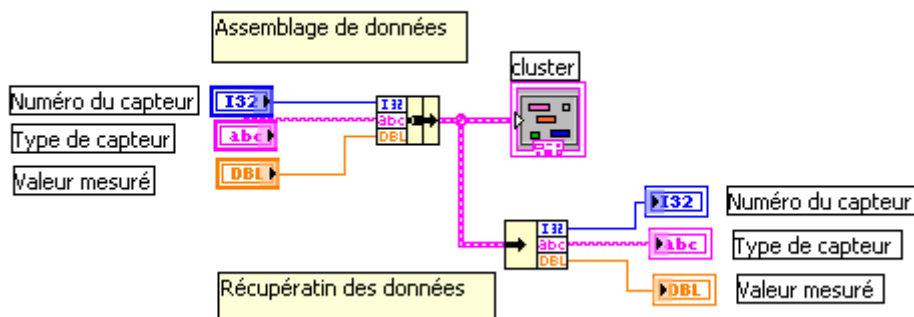 Assemblage de données
cluster
Numéro du capteur
I32
I32
Type de capteur
abc
abc
Valeur mesuré
DBL
DBL
I32
I32
Numéro du capteur
abc
abc
Type de capteur
DBL
DBL
Valeur mesuré
Récupératin des données